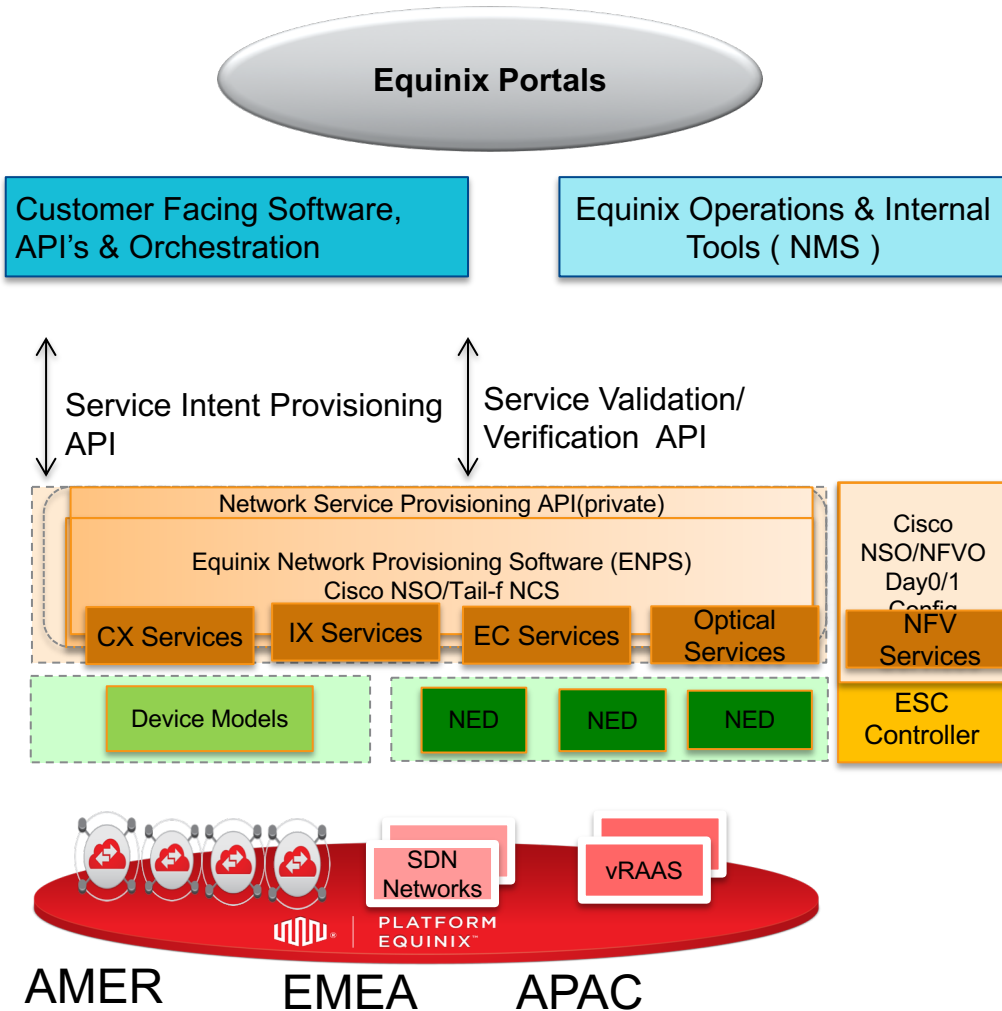 Equinix Portals
Customer Facing Software,
API's & Orchestration
Equinix Operations & Internal
Tools ( NMS )
Service Intent Provisioning
API
Service Validation/
Verification API
Network Service Provisioning API(private)
Equinix Network Provisioning Software (ENPS)
Cisco NSO/Tail-f NCS
CX Services
IX Services
EC Services
Optical
Services
Cisco
NSO/NFVO
Day0/1
Config
NFV
Services
ESC
Controller
Device Models
NED
NED
NED
SDN
Networks
vRAAS
PLATFORM
EQUINIX™
AMER
EMEA
APAC